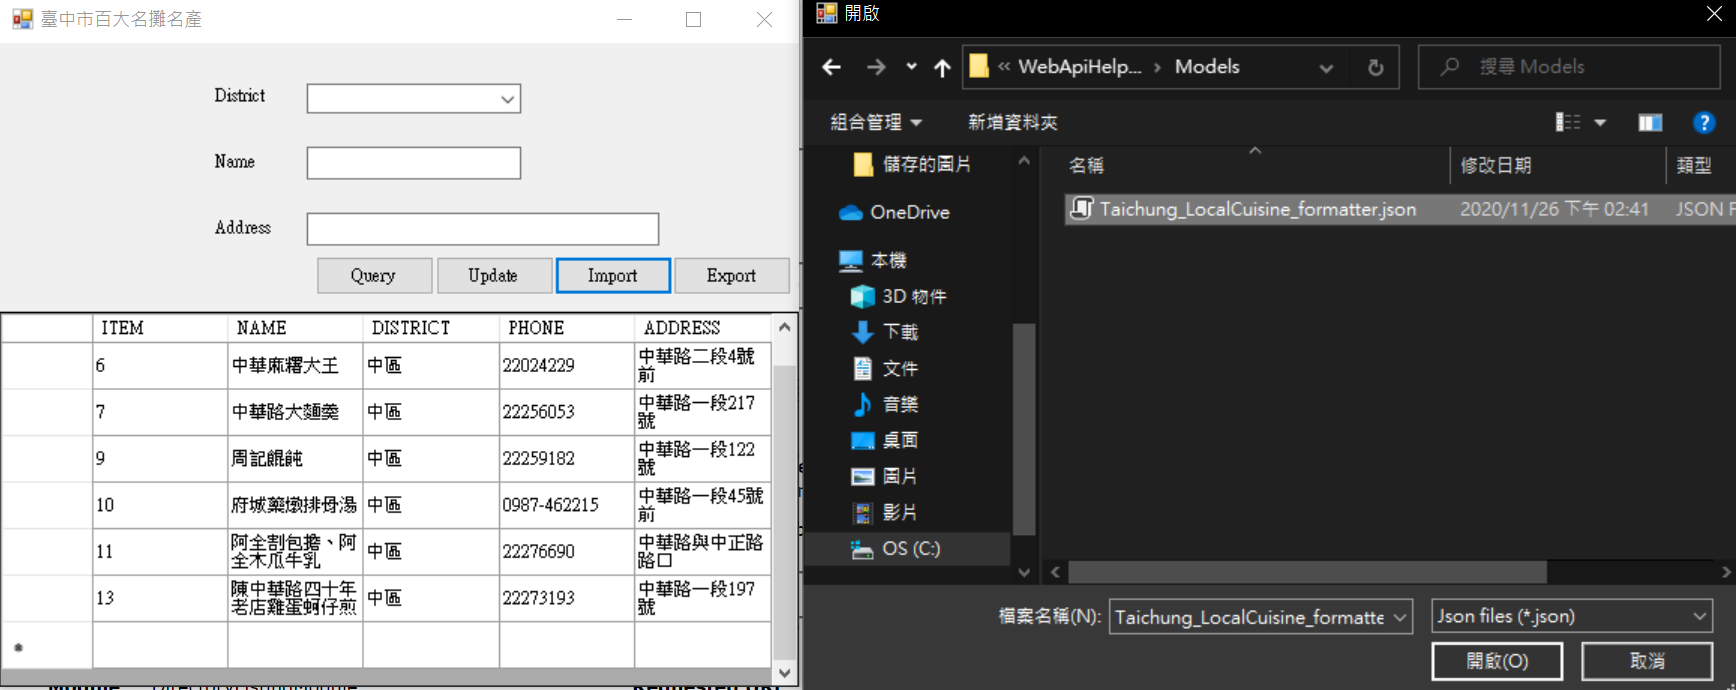 臺中市百大名攤名產
District
Name
Address
Query Update Import Export
ITEM NAME DISTRICT PHONE ADDRESS
6 中華麻糬大王 中區 22024229 中華路二段4號
前
7 中華路大麵羮 中區 22256053 中華路一段217
號
9 周記餛飩 中區 22259182 中華路一段122
號
10 府城藥燉排骨湯 中區 0987-462215 中華路一段45號
前
11 阿全割包擔、阿
全木瓜牛乳 中區 22276690 中華路與中正路
路口
13 陳中華路四十年
老店雞蛋蚵仔煎 中區 22273193 中華路一段197
號
開啟
« WebApiHelp... › Models
搜尋 Models
組合管理 新增資料夾
儲存的圖片
OneDrive
本機
3D 物件
下載
文件
音樂
桌面
圖片
影片
OS (C:)
名稱 修改日期 類型
Taichung_LocalCuisine_formatter.json 2020/11/26 下午 02:41 JSON F
檔案名稱(N): Taichung_LocalCuisine_formatte Json files (*.json)
開啟(O) 取消